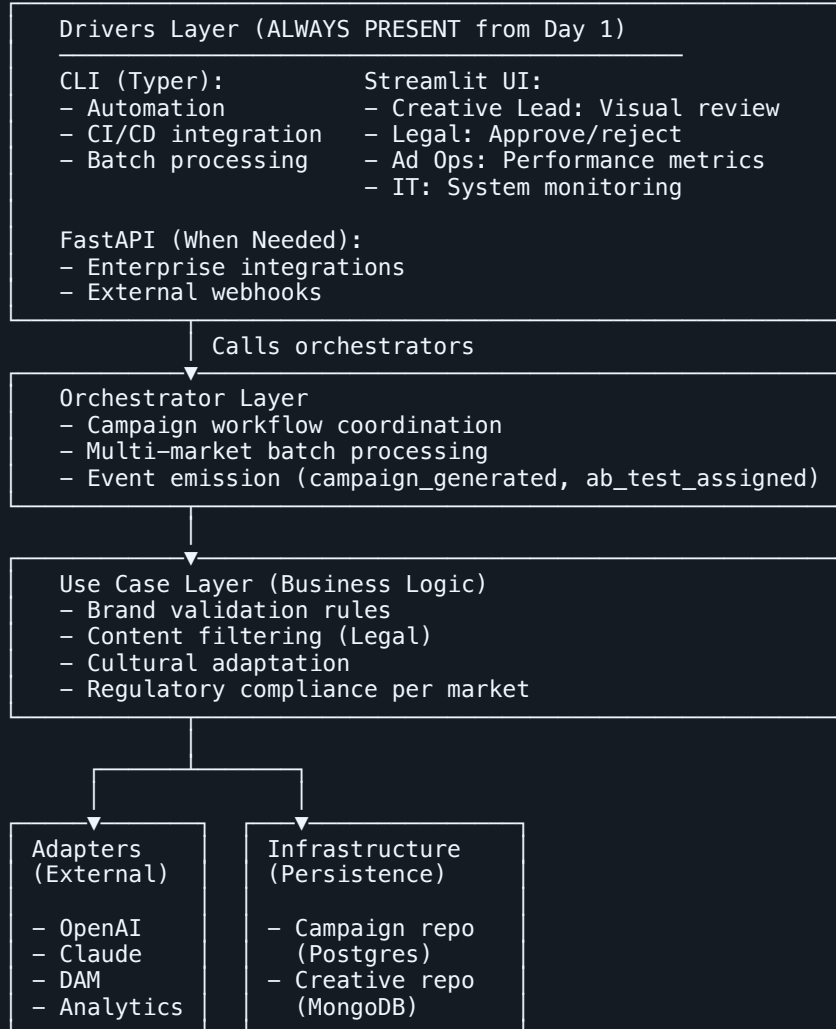 Drivers Layer (ALWAYS PRESENT from Day 1)
CLI (Typer): Streamlit UI:
– Automation – Creative Lead: Visual review
– CI/CD integration – Legal: Approve/reject
– Batch processing – Ad Ops: Performance metrics
– IT: System monitoring
FastAPI (When Needed):
– Enterprise integrations
– External webhooks
Calls orchestrators
Orchestrator Layer
– Campaign workflow coordination
– Multi–market batch processing
– Event emission (campaign_generated, ab_test_assigned)
Use Case Layer (Business Logic)
– Brand validation rules
– Content filtering (Legal)
– Cultural adaptation
– Regulatory compliance per market
Adapters Infrastructure
(External) (Persistence)
– OpenAI – Campaign repo
– Claude (Postgres)
– DAM – Creative repo
– Analytics (MongoDB)